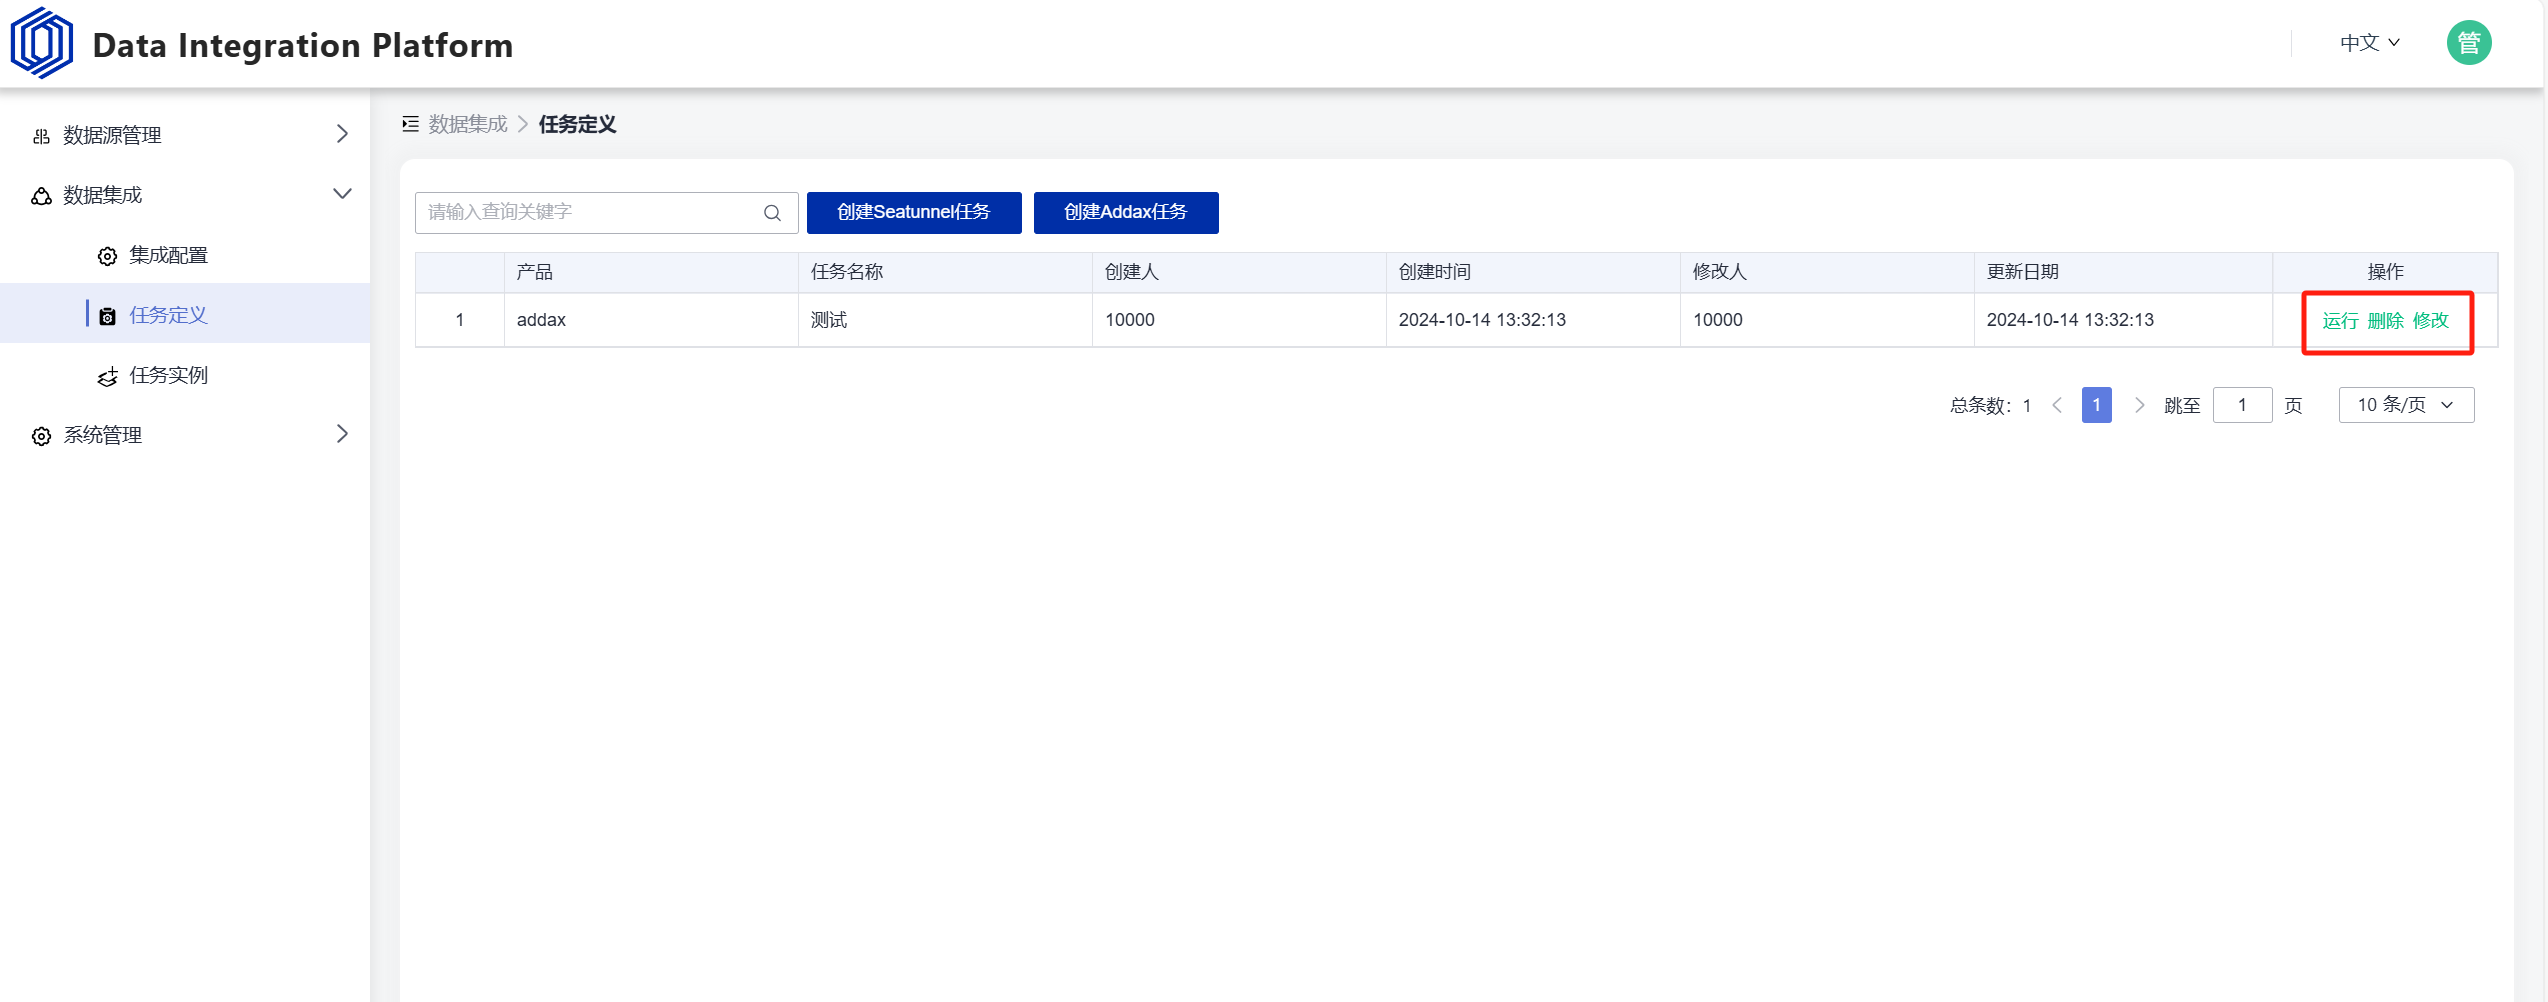 Data Integration Platform
中文
管
数据源管理
数据集成
集成配置
任务定义
任务实例
系统管理
数据集成 > 任务定义
请输入查询关键字
创建Seatunnel任务
创建Addax任务
产品 任务名称 创建人 创建时间 修改人 更新日期 操作
1 addax 测试 10000 2024-10-14 13:32:13 10000 2024-10-14 13:32:13 运行 删除 修改
总条数: 1 < 1 > 跳至 1 页 10 条/页